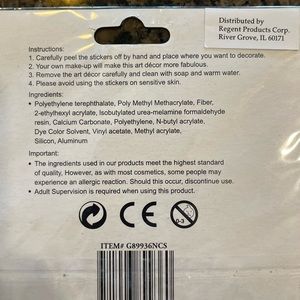 Distributed by
Regent Products Corp.
River Grove, IL 60171
Instructions:
1. Carefully peel the stickers off by hand and place where you want to decorate.
2. Your own make-up will make this art décor more fabulous.
3. Remove the art décor carefully and clean with soap and warm water.
4. Please avoid using the stickers on sensitive skin.
Ingredients:
• Polyethylene terephthalate, Poly Methyl Methacrylate, Fiber,
2-ethylhexyl acrylate, Isobutylated urea-melamine formaldehyde
resin, Calcium Carbonate, Polyethylene, N-butyl acrylate,
Dye Color Solvent, Vinyl acetate, Methyl acrylate,
Silicon, Aluminum
Important:
• The ingredients used in our products meet the highest standard
of quality. However, as with most cosmetics, some people may
experience an allergic reaction. Should this occur, discontinue use.
• Adult Supervision is required when using this product.
CE
0-3
ITEM# G89936NCS